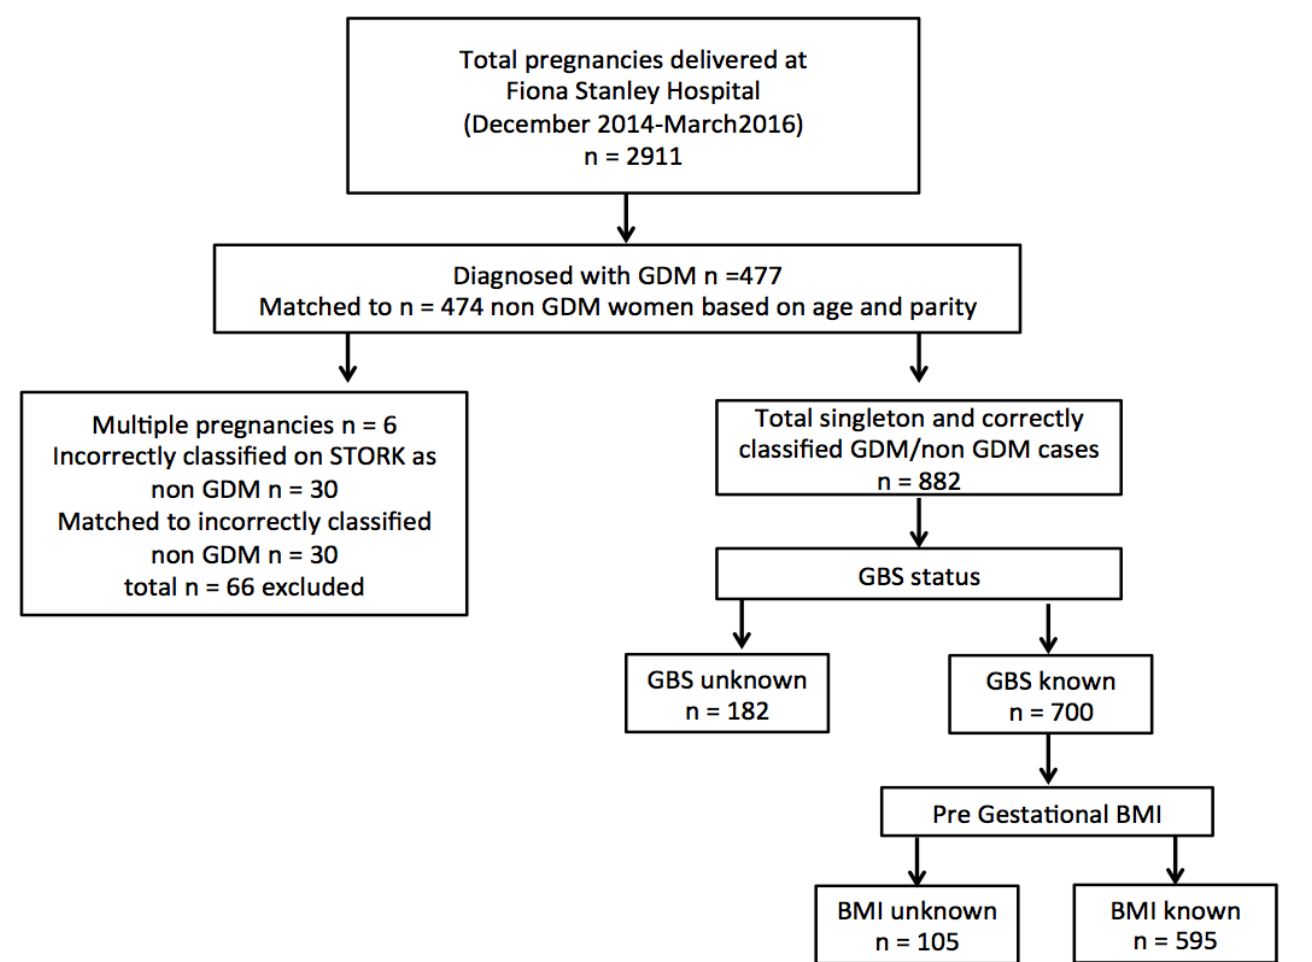 Total pregnancies delivered at
Fiona Stanley Hospital
(December 2014-March2016)
n = 2911
Diagnosed with GDM n =477
Matched to n = 474 non GDM women based on age and parity
Multiple pregnancies n = 6
Incorrectly classified on STORK as
non GDM n = 30
Matched to incorrectly classified
non GDM n = 30
total n = 66 excluded
Total singleton and correctly
classified GDM/non GDM cases
n = 882
GBS status
GBS unknown
n = 182
GBS known
n = 700
Pre Gestational BMI
BMI unknown
n = 105
BMI known
n = 595